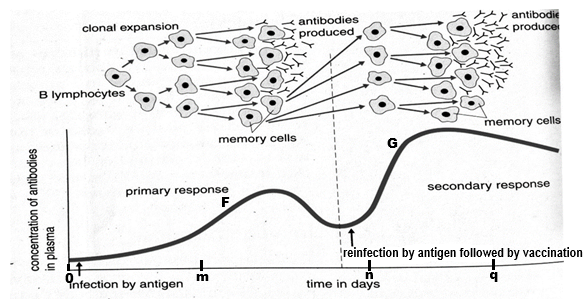 clonal expansion
antibodies
produced
antibodie
produced
B lymphocytes
memory cells
memory cells
G
primary response
F
secondary response
concentration of antibodies
in plasma
reinfection by antigen followed by vaccination
0
m
n
q
infection by antigen
time in days